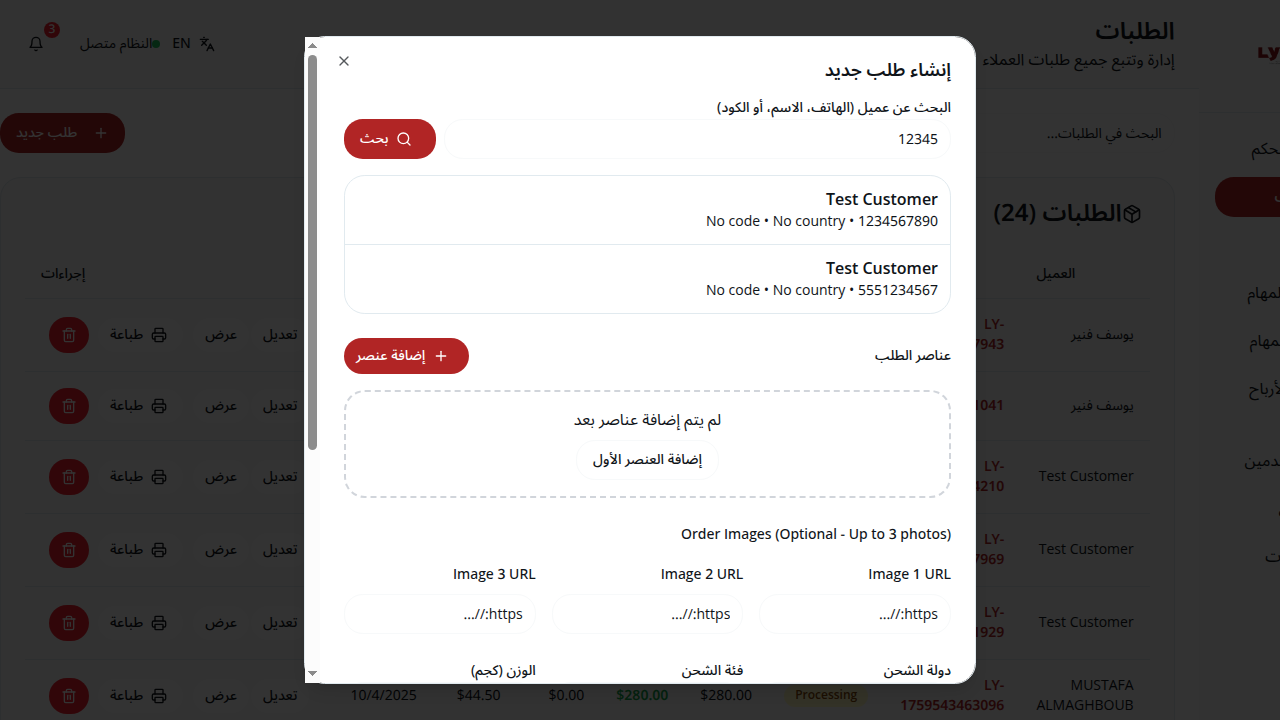 الطلبات
إدارة وتتبع جميع طلبات العملاء
EN
النظام متصل
3
البحث في الطلبات...
طلب جديد
الطلبات (24)
العميل
إجراءات
إنشاء طلب جديد
البحث عن عميل (الهاتف، الاسم، أو الكود)
12345
بحث
Test Customer
No code • No country • 1234567890
Test Customer
No code • No country • 5551234567
عناصر الطلب
إضافة عنصر
لم يتم إضافة عناصر بعد
إضافة العنصر الأول
Order Images (Optional - Up to 3 photos)
Image 1 URL
Image 2 URL
Image 3 URL
...//:https
...//:https
...//:https
دولة الشحن
فئة الشحن
الوزن (كجم)
يوسف فنير
LY-
7943
تعديل
عرض
طباعة
يوسف فنير
1041
تعديل
عرض
طباعة
Test Customer
LY-
4210
تعديل
عرض
طباعة
Test Customer
LY-
7969
تعديل
عرض
طباعة
Test Customer
LY-
1929
تعديل
عرض
طباعة
MUSTAFA
ALMAGHBOUB
LY-
1759543463096
Processing
$280.00
$280.00
$0.00
$44.50
10/4/2025
تعديل
عرض
طباعة